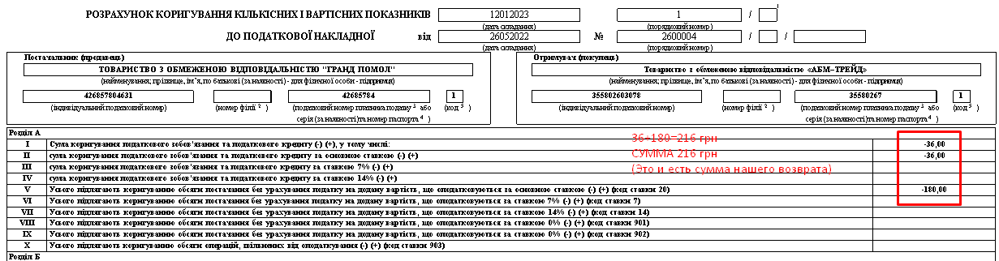 РОЗРАХУНОК КОРИГУВАННЯ КІЛЬКІСНИХ І ВАРТІСНИХ ПОКАЗНИКІВ 12012023 1 / 1
(дата складання) (порядковий номер)
ДО ПОДАТКОВОЇ НАКЛАДНОЇ від 26052022 № 2600004 / /
(дата складання) (порядковий номер)
Постачальник (продавець) Отримувач (покупець)
ТОВАРИСТВО З ОБМЕЖЕНОЮ ВІДПОВІДАЛЬНІСТЮ "ГРАНД ПОМОЛ" Товариство з обмеженою відповідальністю «АБМ-ТРЕЙД»
(найменування; прізвище, ім'я, по батькові (за наявності) - для фізичної особи - підприємця) (найменування; прізвище, ім'я, по батькові (за наявності) - для фізичної особи - підприємця)
426857804631 42685784 1 355802603078 35580267 1
(індивідуальний податковий номер) (номер філії 2 ) (податковий номер платника податку 3 або (код 5 ) (індивідуальний податковий номер) (номер філії 2 ) (податковий номер платника податку 3 або (код 5 )
серія (за наявності) та номер паспорта 4 ) серія (за наявності) та номер паспорта 4 )
Розділ А
I Сума коригування податкового зобов'язання та податкового кредиту (-) (+), у тому числі: 36+180=216 грн -36,00
II сума коригування податкового зобов'язання та податкового кредиту за основною ставкою (-) (+) СУММА 216 грн -36,00
III сума коригування податкового зобов'язання та податкового кредиту за ставкою 7% (-) (+) (Это и есть сумма нашего возврата)
IV сума коригування податкового зобов'язання та податкового кредиту за ставкою 14% (-) (+)
V Усього підлягають коригуванню обсяги постачання без урахування податку на додану вартість, що оподатковуються за основною ставкою (-) (+) (код ставки 20) -180,00
VI Усього підлягають коригуванню обсяги постачання без урахування податку на додану вартість, що оподатковуються за ставкою 7% (-) (+) (код ставки 7)
VII Усього підлягають коригуванню обсяги постачання без урахування податку на додану вартість, що оподатковуються за ставкою 14% (-) (+) (код ставки 14)
VIII Усього підлягають коригуванню обсяги постачання без урахування податку на додану вартість, що оподатковуються за ставкою 0% (-) (+) (код ставки 901)
IX Усього підлягають коригуванню обсяги постачання без урахування податку на додану вартість, що оподатковуються за ставкою 0% (-) (+) (код ставки 902)
X Усього підлягають коригуванню обсяги операцій, звільнених від оподаткування (-) (+) (код ставки 903)
Розділ Б